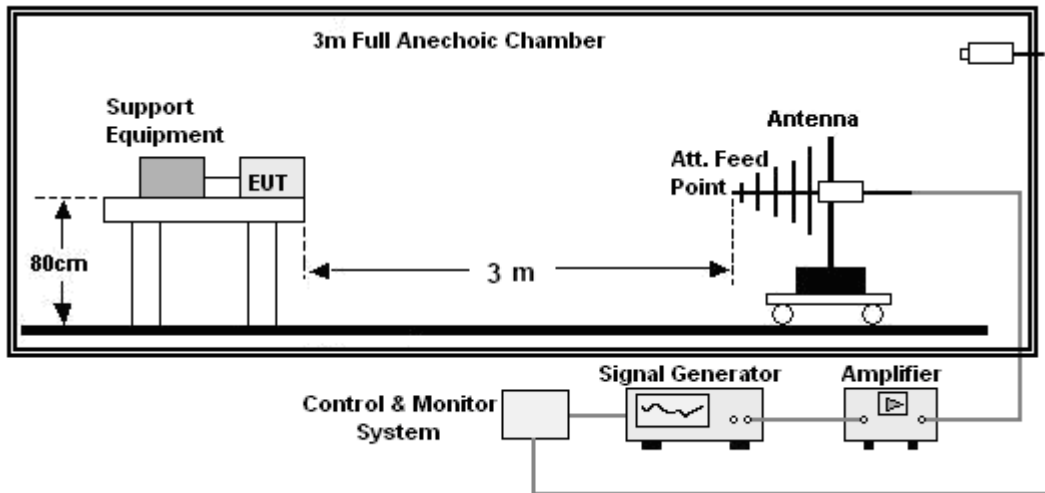 3m Full Anechoic Chamber
Support
Equipment
EUT
Antenna
Att. Feed
Point
80cm
3 m
Signal Generator
Amplifier
Control & Monitor
System